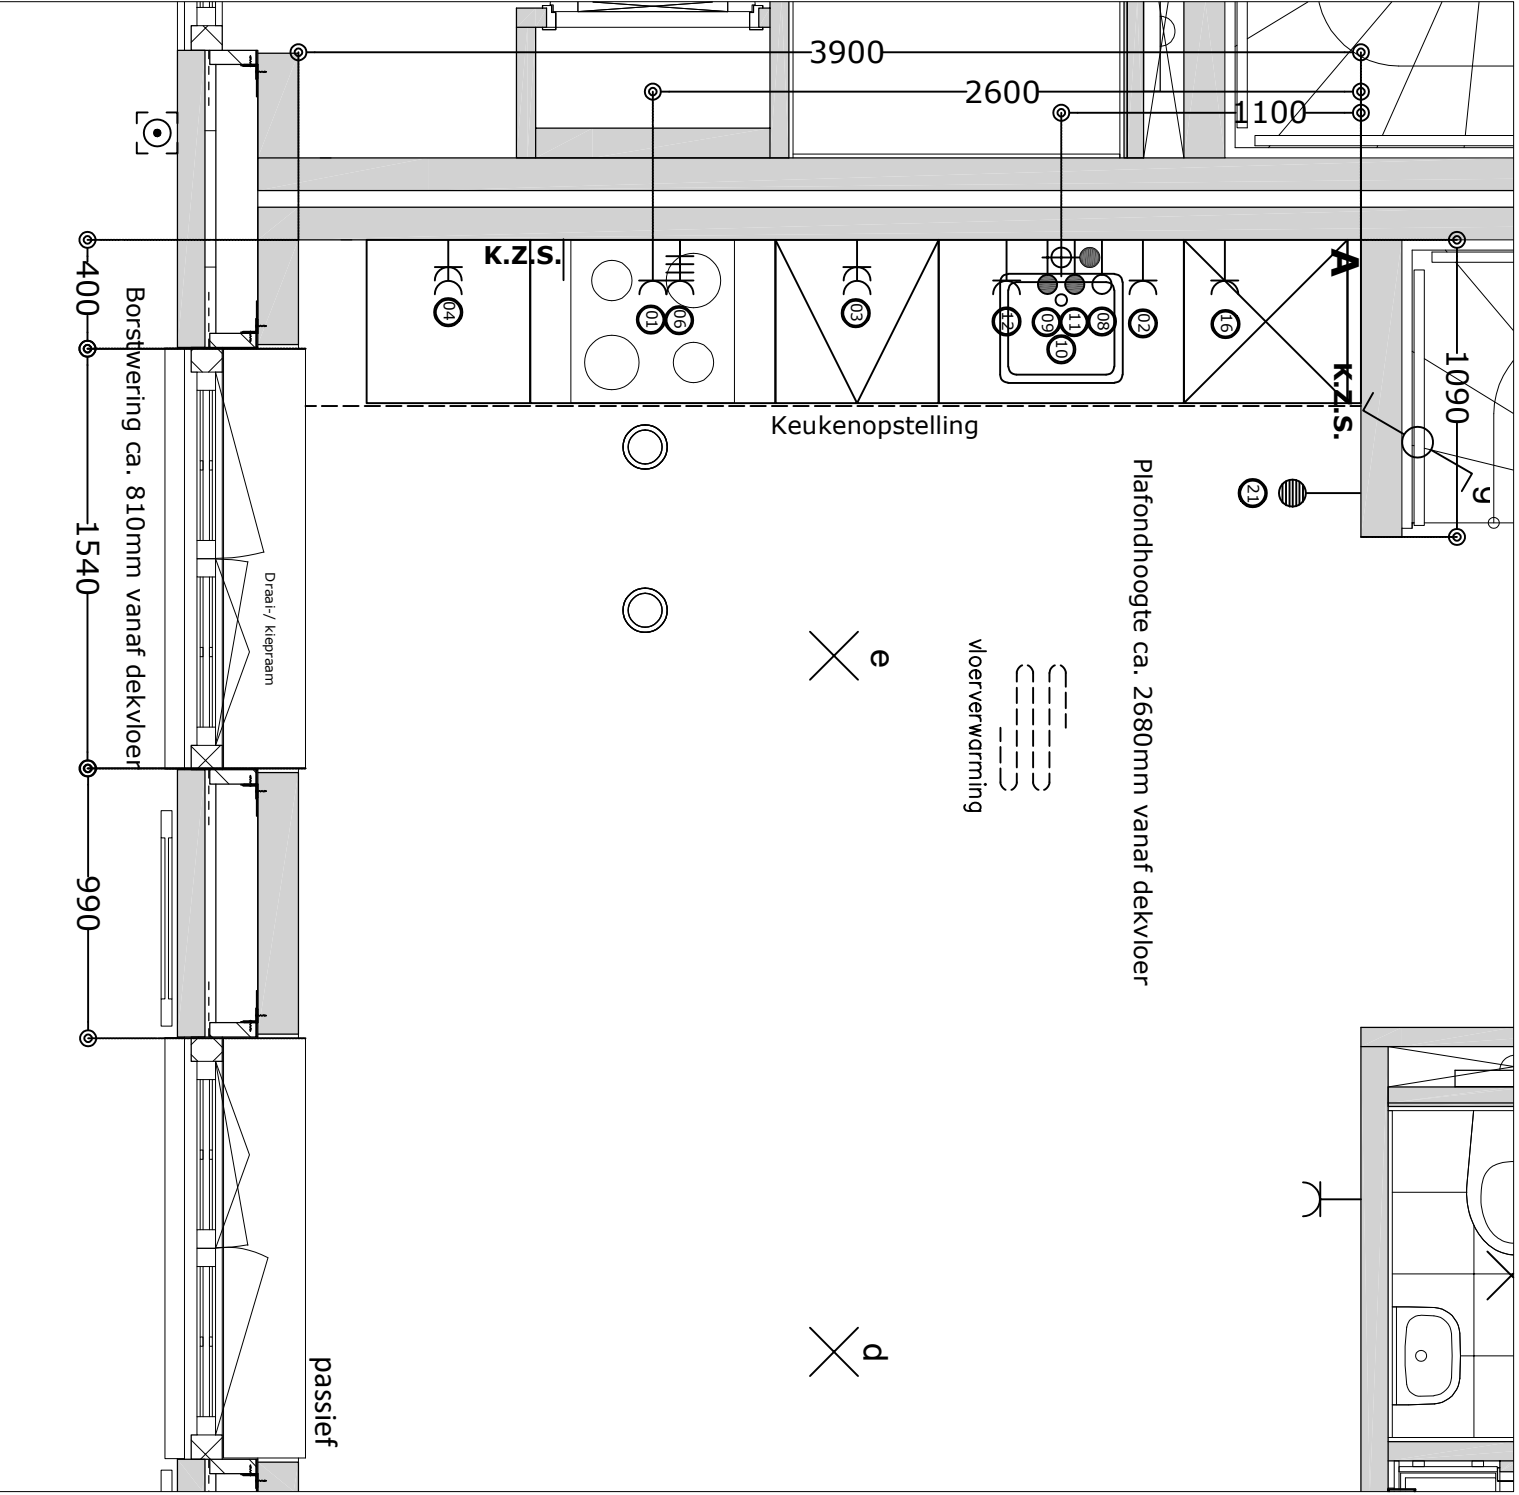 3900
2600
1100
A
K.Z.S.
04
01
06
03
12
09
11
08
10
02
16
400
1090
K.Z.S.
Keukenopstelling
21
g
Borstwering ca. 810mm vanaf dekvloer
1540
Draai-/ kiepraam
Plafondhoogte ca. 2680mm vanaf dekvloer
e
vloerverwarming
990
d
passief